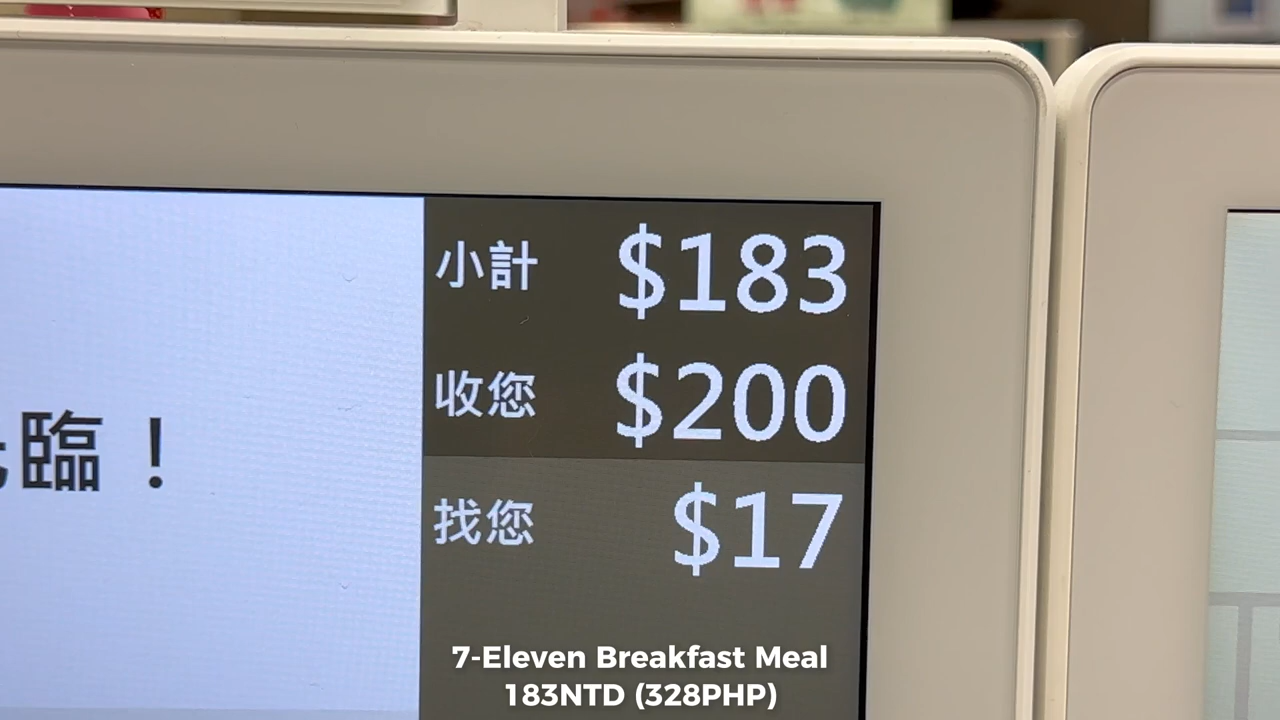 小計 $183
收您 $200
臨！
找您 $17
7-Eleven Breakfast Meal
183NTD (328PHP)